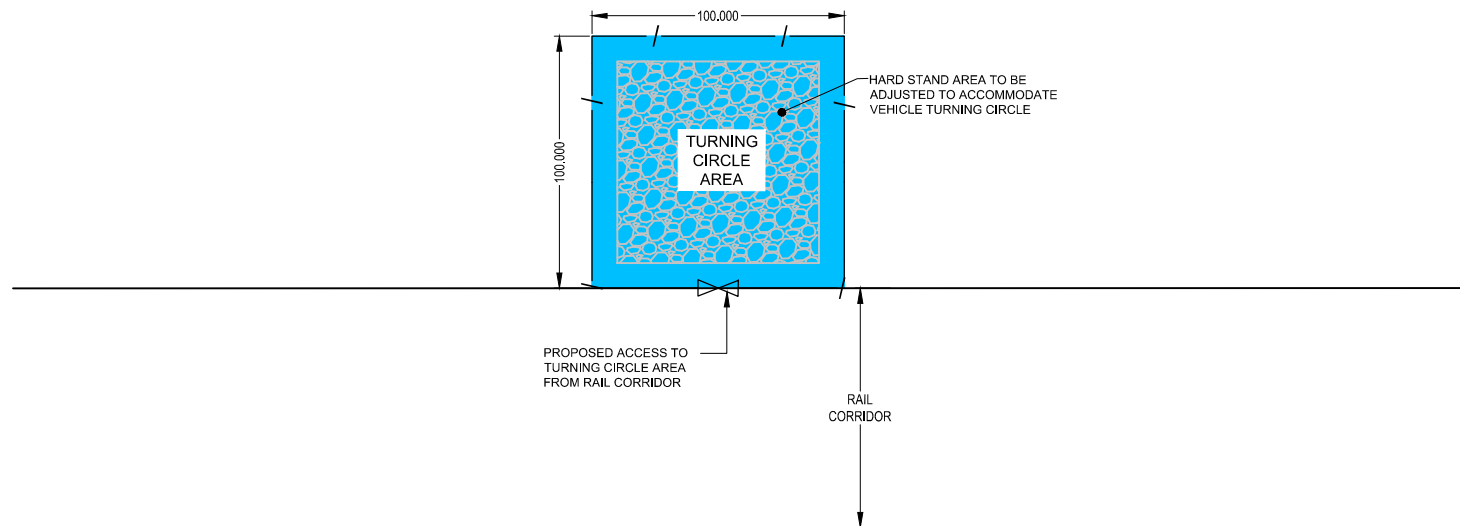 100.000
100.000
HARD STAND AREA TO BE
ADJUSTED TO ACCOMMODATE
VEHICLE TURNING CIRCLE
TURNING
CIRCLE
AREA
PROPOSED ACCESS TO
TURNING CIRCLE AREA
FROM RAIL CORRIDOR
RAIL
CORRIDOR